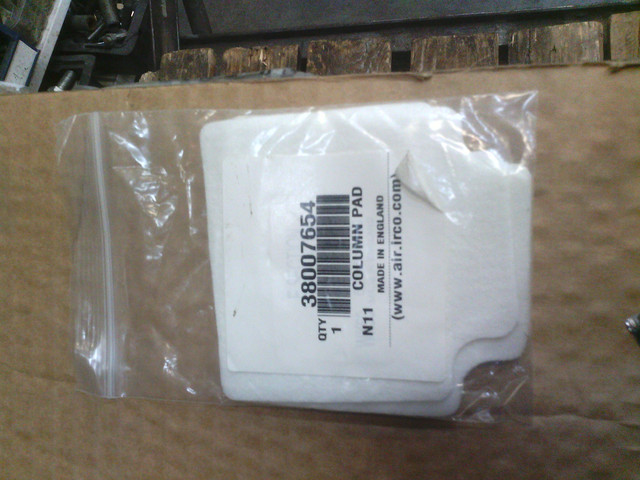 38007654
QTY
1
COLUMN PAD
N11
MADE IN ENGLAND
(www.air.irco.com)